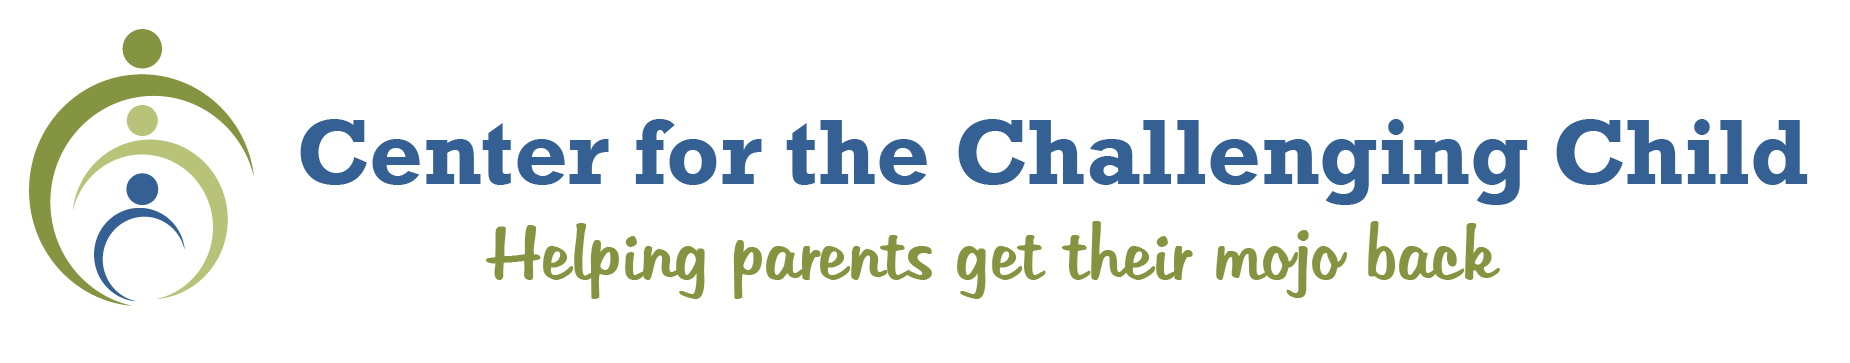 Center for the Challenging Child
Helping parents get their mojo back